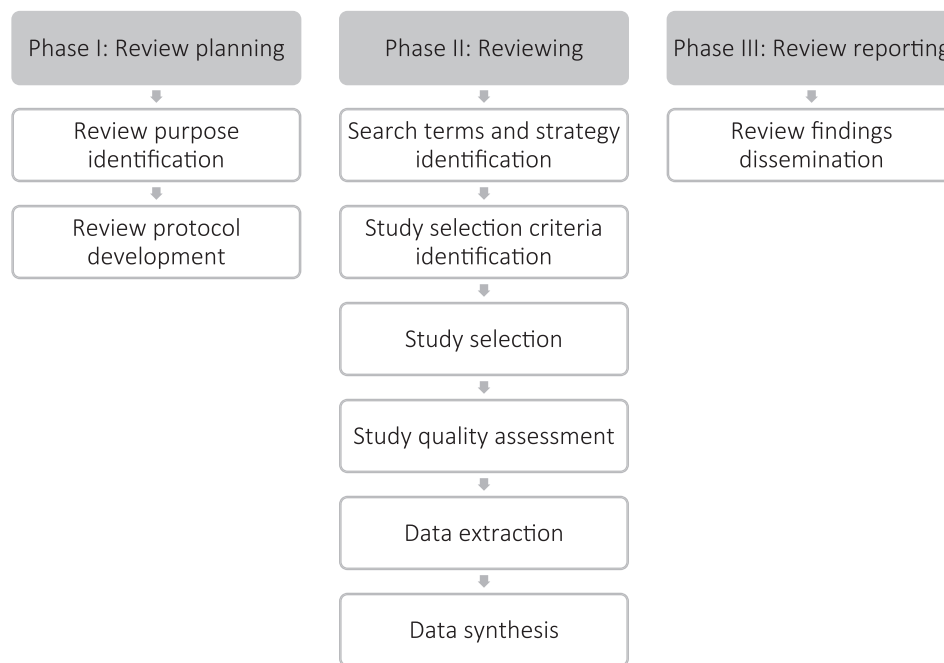 Phase I: Review planning
Review purpose
identification
Review protocol
development
Phase II: Reviewing
Search terms and strategy
identification
Study selection criteria
identification
Study selection
Study quality assessment
Data extraction
Data synthesis
Phase III: Review reporting
Review findings
dissemination